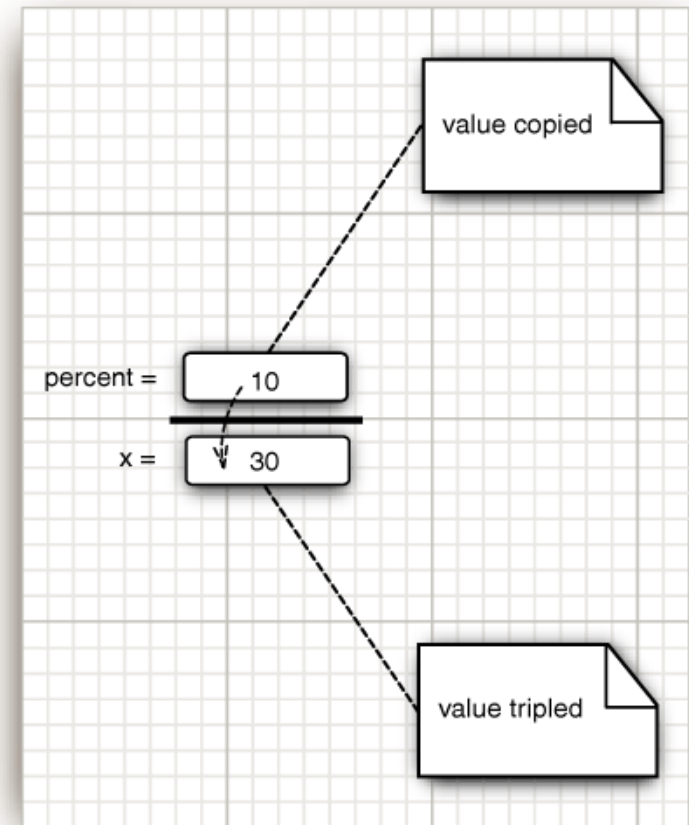 value copied
percent = 10
x = 30
value tripled